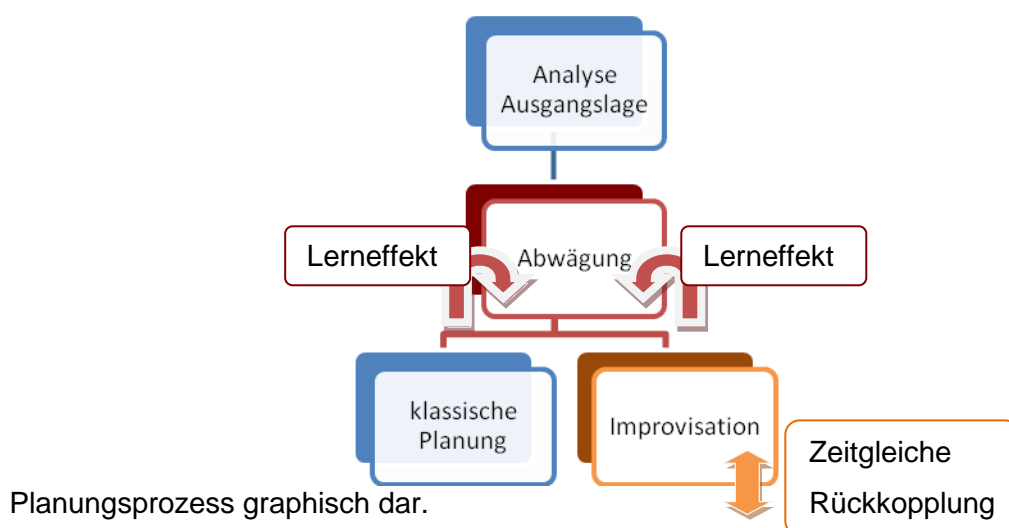 Analyse
Ausgangslage
Lerneffekt
Abwägung
Lerneffekt
klassische
Planung
Improvisation
Zeitgleiche
Rückkopplung
Planungsprozess graphisch dar.